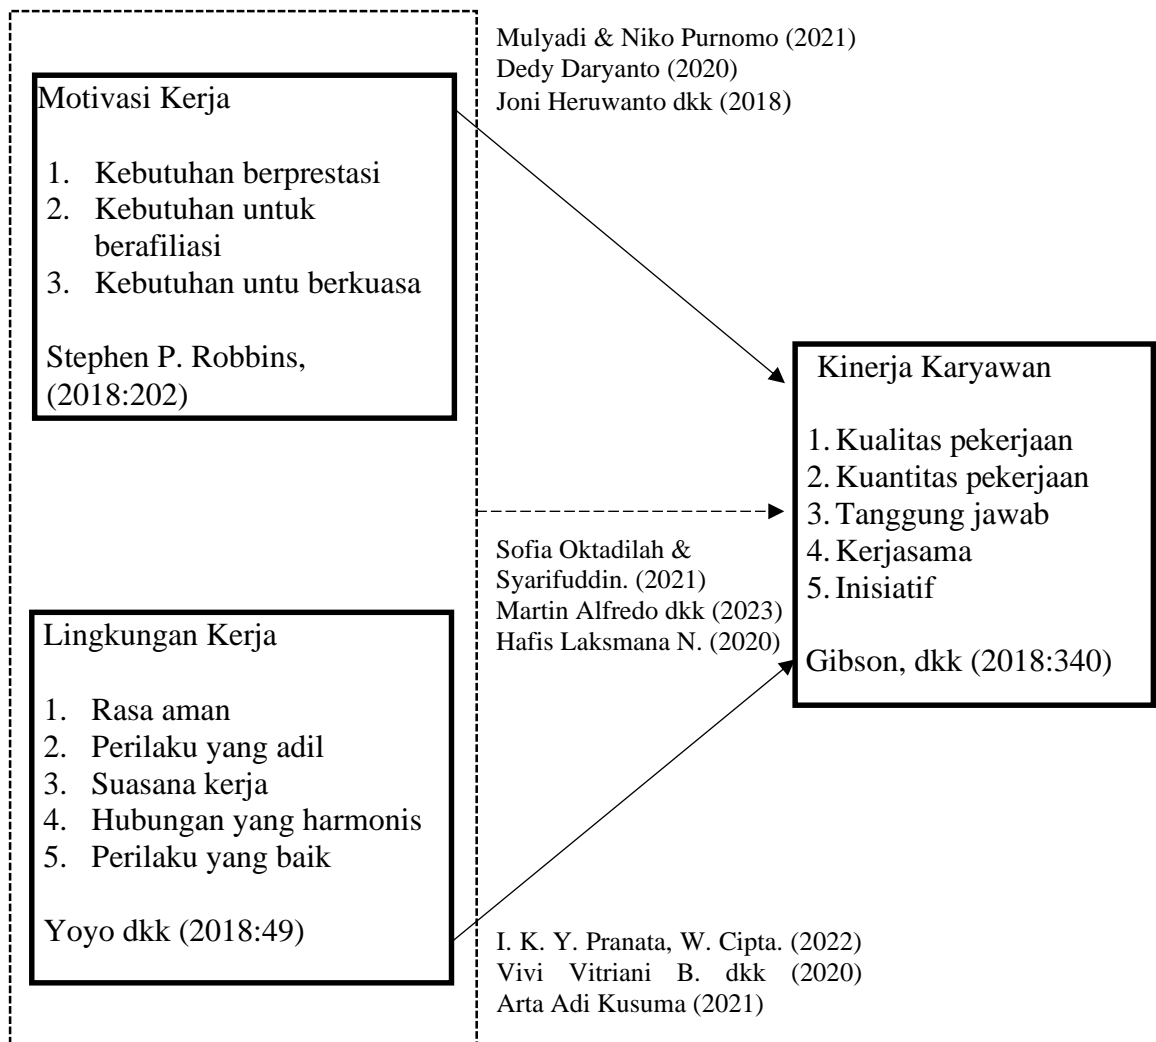 Mulyadi & Niko Purnomo (2021)
Dedy Daryanto (2020)
Joni Heruwanto dkk (2018)
Motivasi Kerja
1. Kebutuhan berprestasi
2. Kebutuhan untuk
berafiliasi
3. Kebutuhan untu berkuasa
Stephen P. Robbins,
(2018:202)
Kinerja Karyawan
1. Kualitas pekerjaan
2. Kuantitas pekerjaan
3. Tanggung jawab
4. Kerjasama
5. Inisiatif
Gibson, dkk (2018:340)
Sofia Oktadilah &
Syarifuddin. (2021)
Martin Alfredo dkk (2023)
Hafis Laksmana N. (2020)
Lingkungan Kerja
1. Rasa aman
2. Perilaku yang adil
3. Suasana kerja
4. Hubungan yang harmonis
5. Perilaku yang baik
Yoyo dkk (2018:49)
I. K. Y. Pranata, W. Cipta. (2022)
Vivi Vitriani B. dkk (2020)
Arta Adi Kusuma (2021)